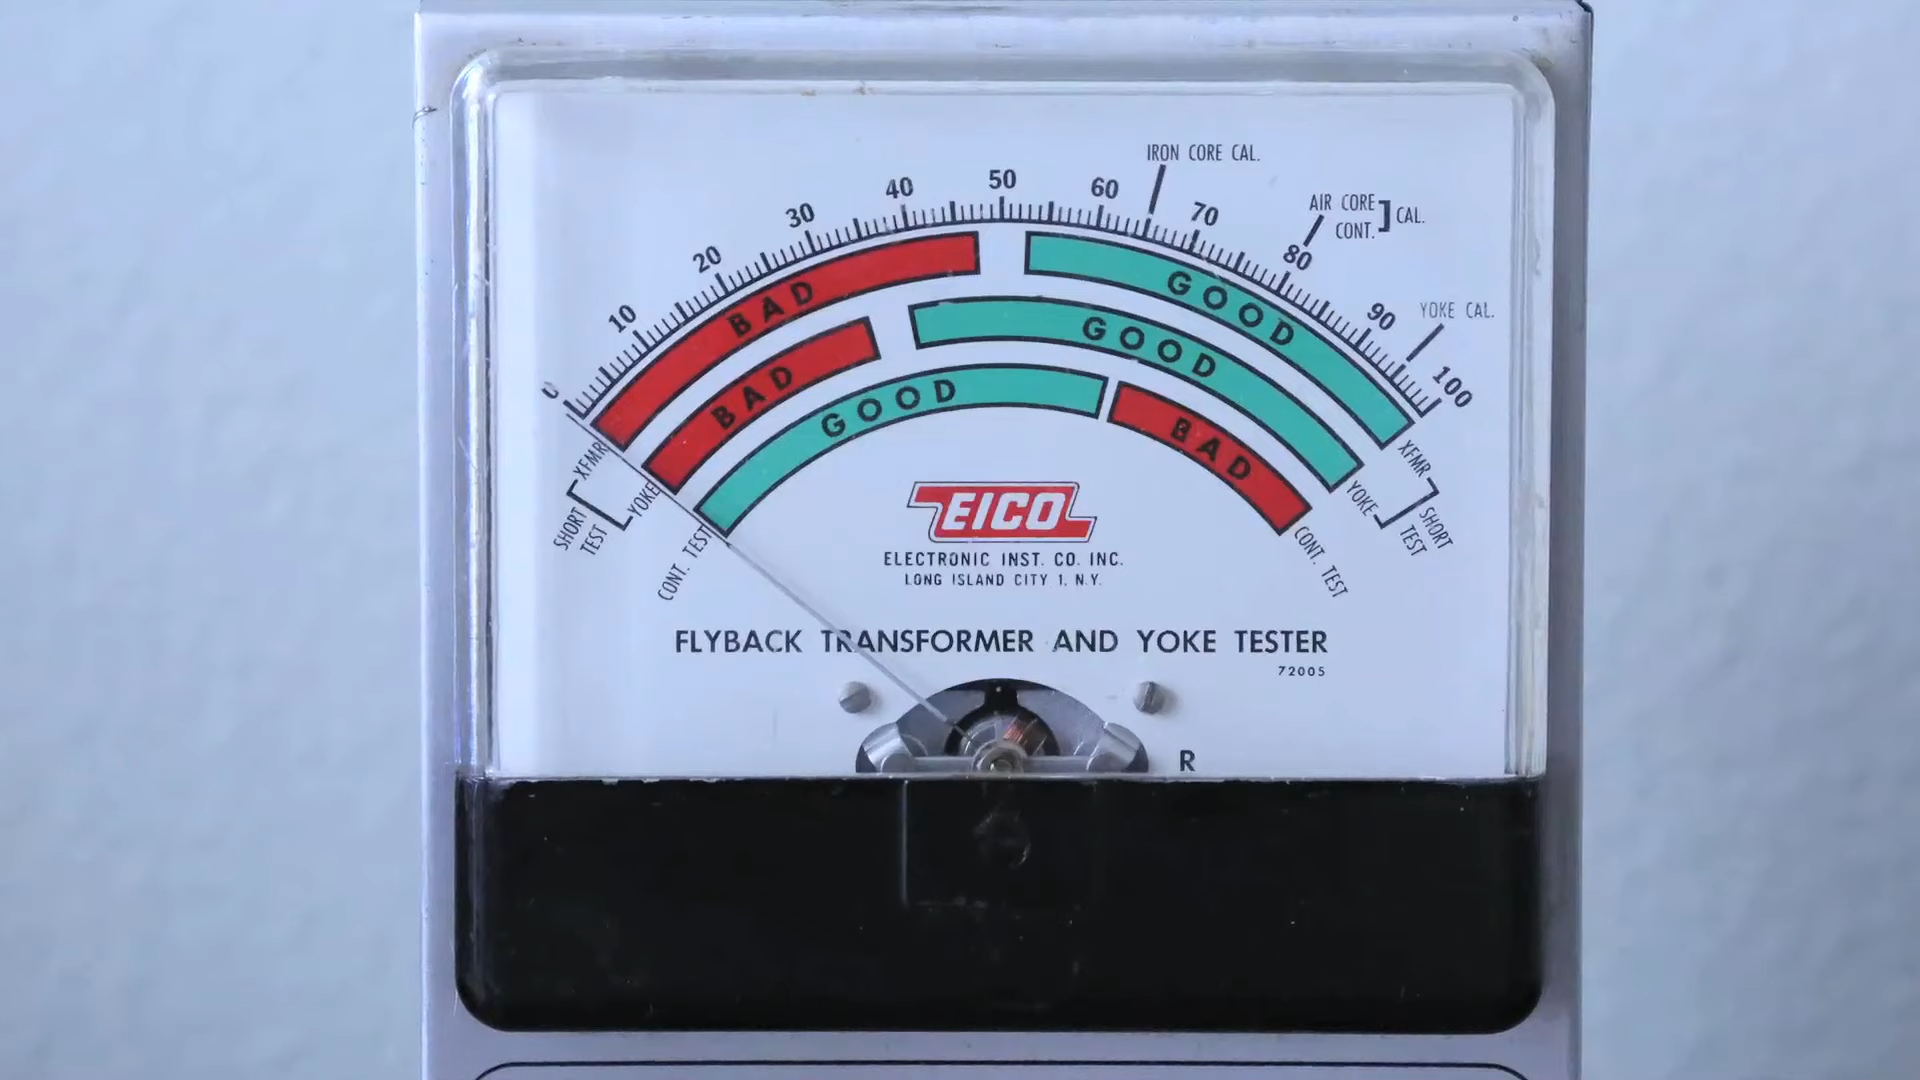 IRON CORE CAL.
AIR CORE
CONT.
CAL.
YOKE CAL.
0 10 20 30 40 50 60 70 80 90 100
BAD GOOD
BAD GOOD
GOOD BAD
XFMR
YOKE
SHORT
TEST
CONT. TEST
XFMR
YOKE
SHORT
TEST
CONT. TEST
EICO
ELECTRONIC INST. CO. INC.
LONG ISLAND CITY 1, N.Y.
FLYBACK TRANSFORMER AND YOKE TESTER
72005
R